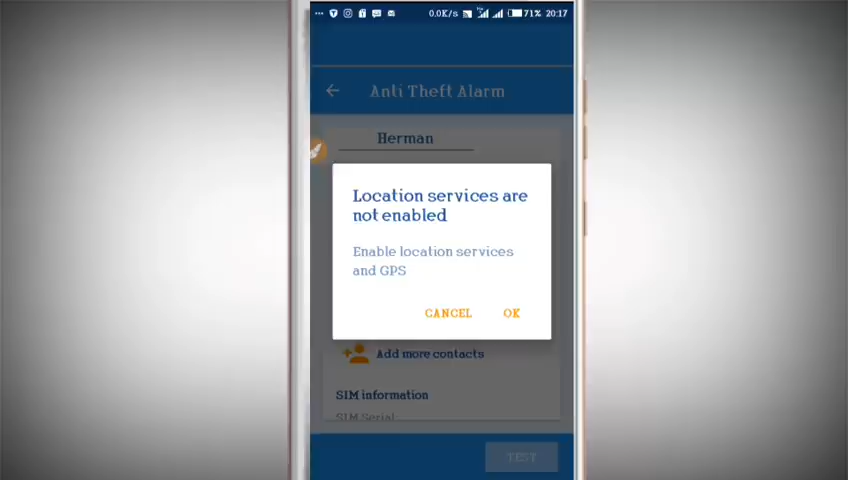 0.0K/s 71% 20:17
Anti Theft Alarm
Herman
Location services are
not enabled
Enable location services
and GPS
CANCEL OK
Add more contacts
SIM information
SIM Serial
TEST